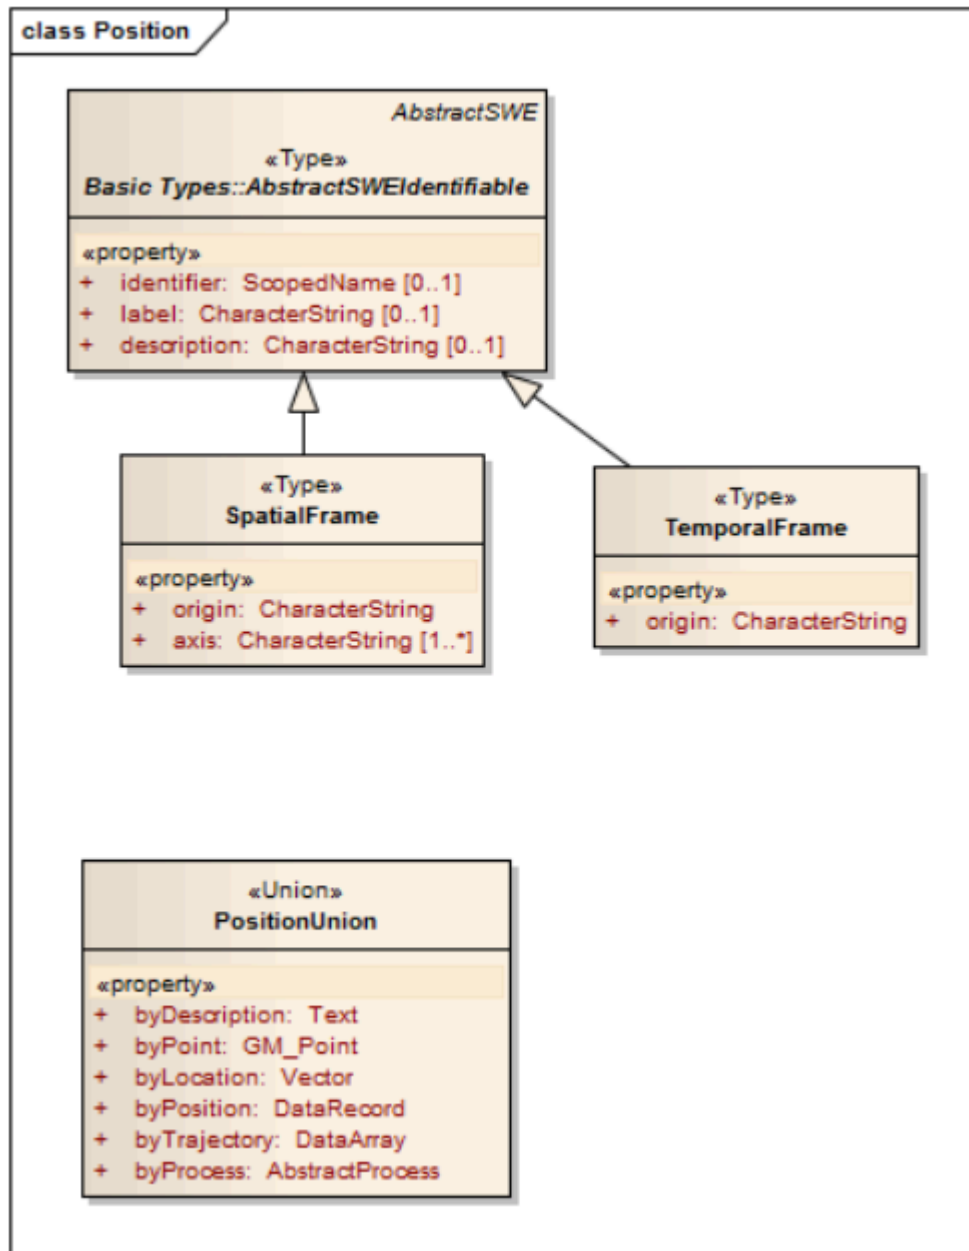 class Position
AbstractSWE
«Type»
Basic Types::AbstractSWEIdentifiable
«property»
+ identifier: ScopedName [0..1]
+ label: CharacterString [0..1]
+ description: CharacterString [0..1]
«Type»
SpatialFrame
«property»
+ origin: CharacterString
+ axis: CharacterString [1..*]
«Type»
TemporalFrame
«property»
+ origin: CharacterString
«Union»
PositionUnion
«property»
+ byDescription: Text
+ byPoint: GM_Point
+ byLocation: Vector
+ byPosition: DataRecord
+ byTrajectory: DataArray
+ byProcess: AbstractProcess